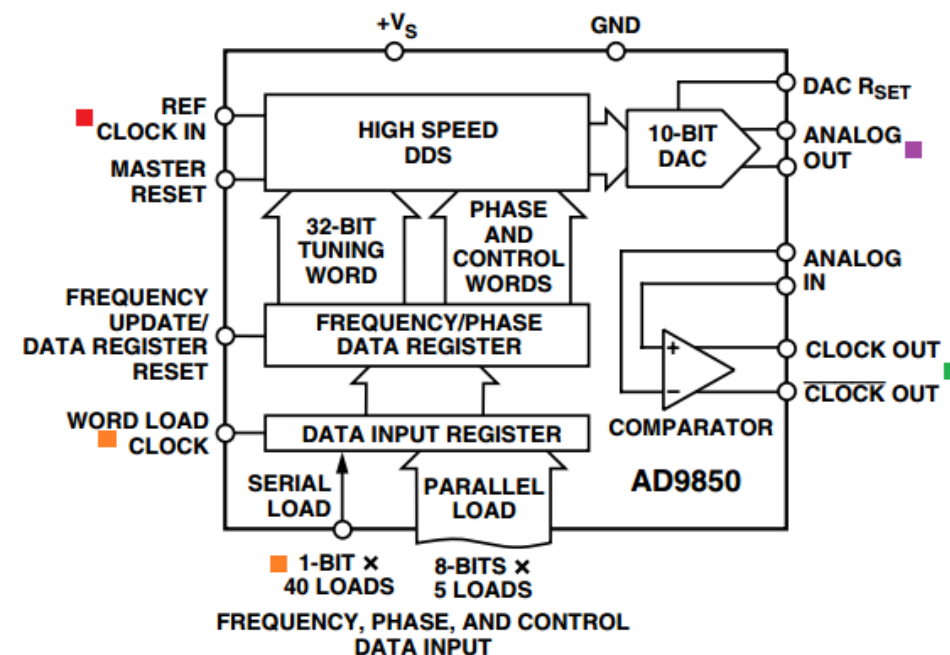 +VS
GND
REF
CLOCK IN
MASTER
RESET
HIGH SPEED
DDS
10-BIT
DAC
DAC RSET
ANALOG
OUT
32-BIT
TUNING
WORD
PHASE
AND
CONTROL
WORDS
ANALOG
IN
FREQUENCY
UPDATE/
DATA REGISTER
RESET
FREQUENCY/PHASE
DATA REGISTER
+
−
CLOCK OUT
CLOCK OUT
COMPARATOR
WORD LOAD
CLOCK
DATA INPUT REGISTER
AD9850
SERIAL
LOAD
PARALLEL
LOAD
1-BIT ×
40 LOADS
8-BITS ×
5 LOADS
FREQUENCY, PHASE, AND CONTROL
DATA INPUT